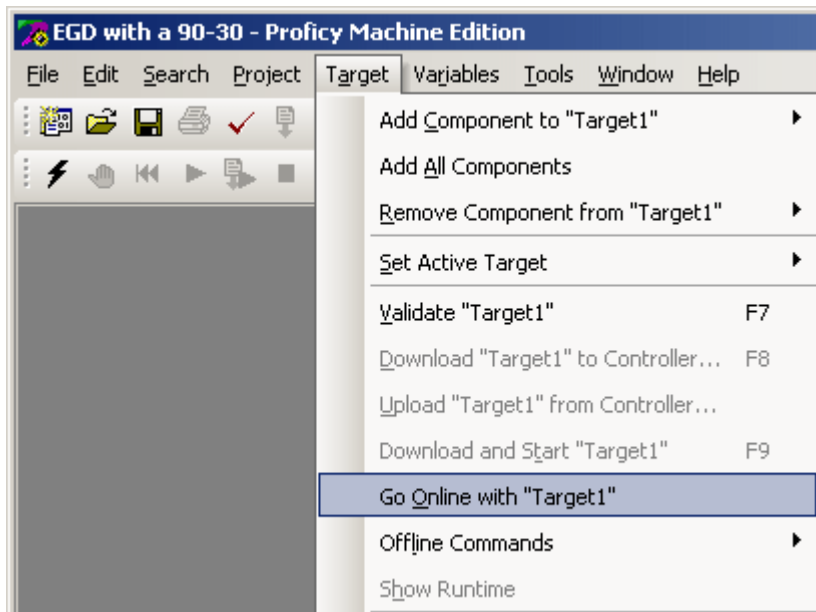 EGD with a 90-30 - Proficy Machine Edition
File Edit Search Project Target Variables Tools Window Help
Add Component to "Target1"
Add All Components
Remove Component from "Target1"
Set Active Target
Validate "Target1" F7
Download "Target1" to Controller... F8
Upload "Target1" from Controller...
Download and Start "Target1" F9
Go Online with "Target1"
Offline Commands
Show Runtime